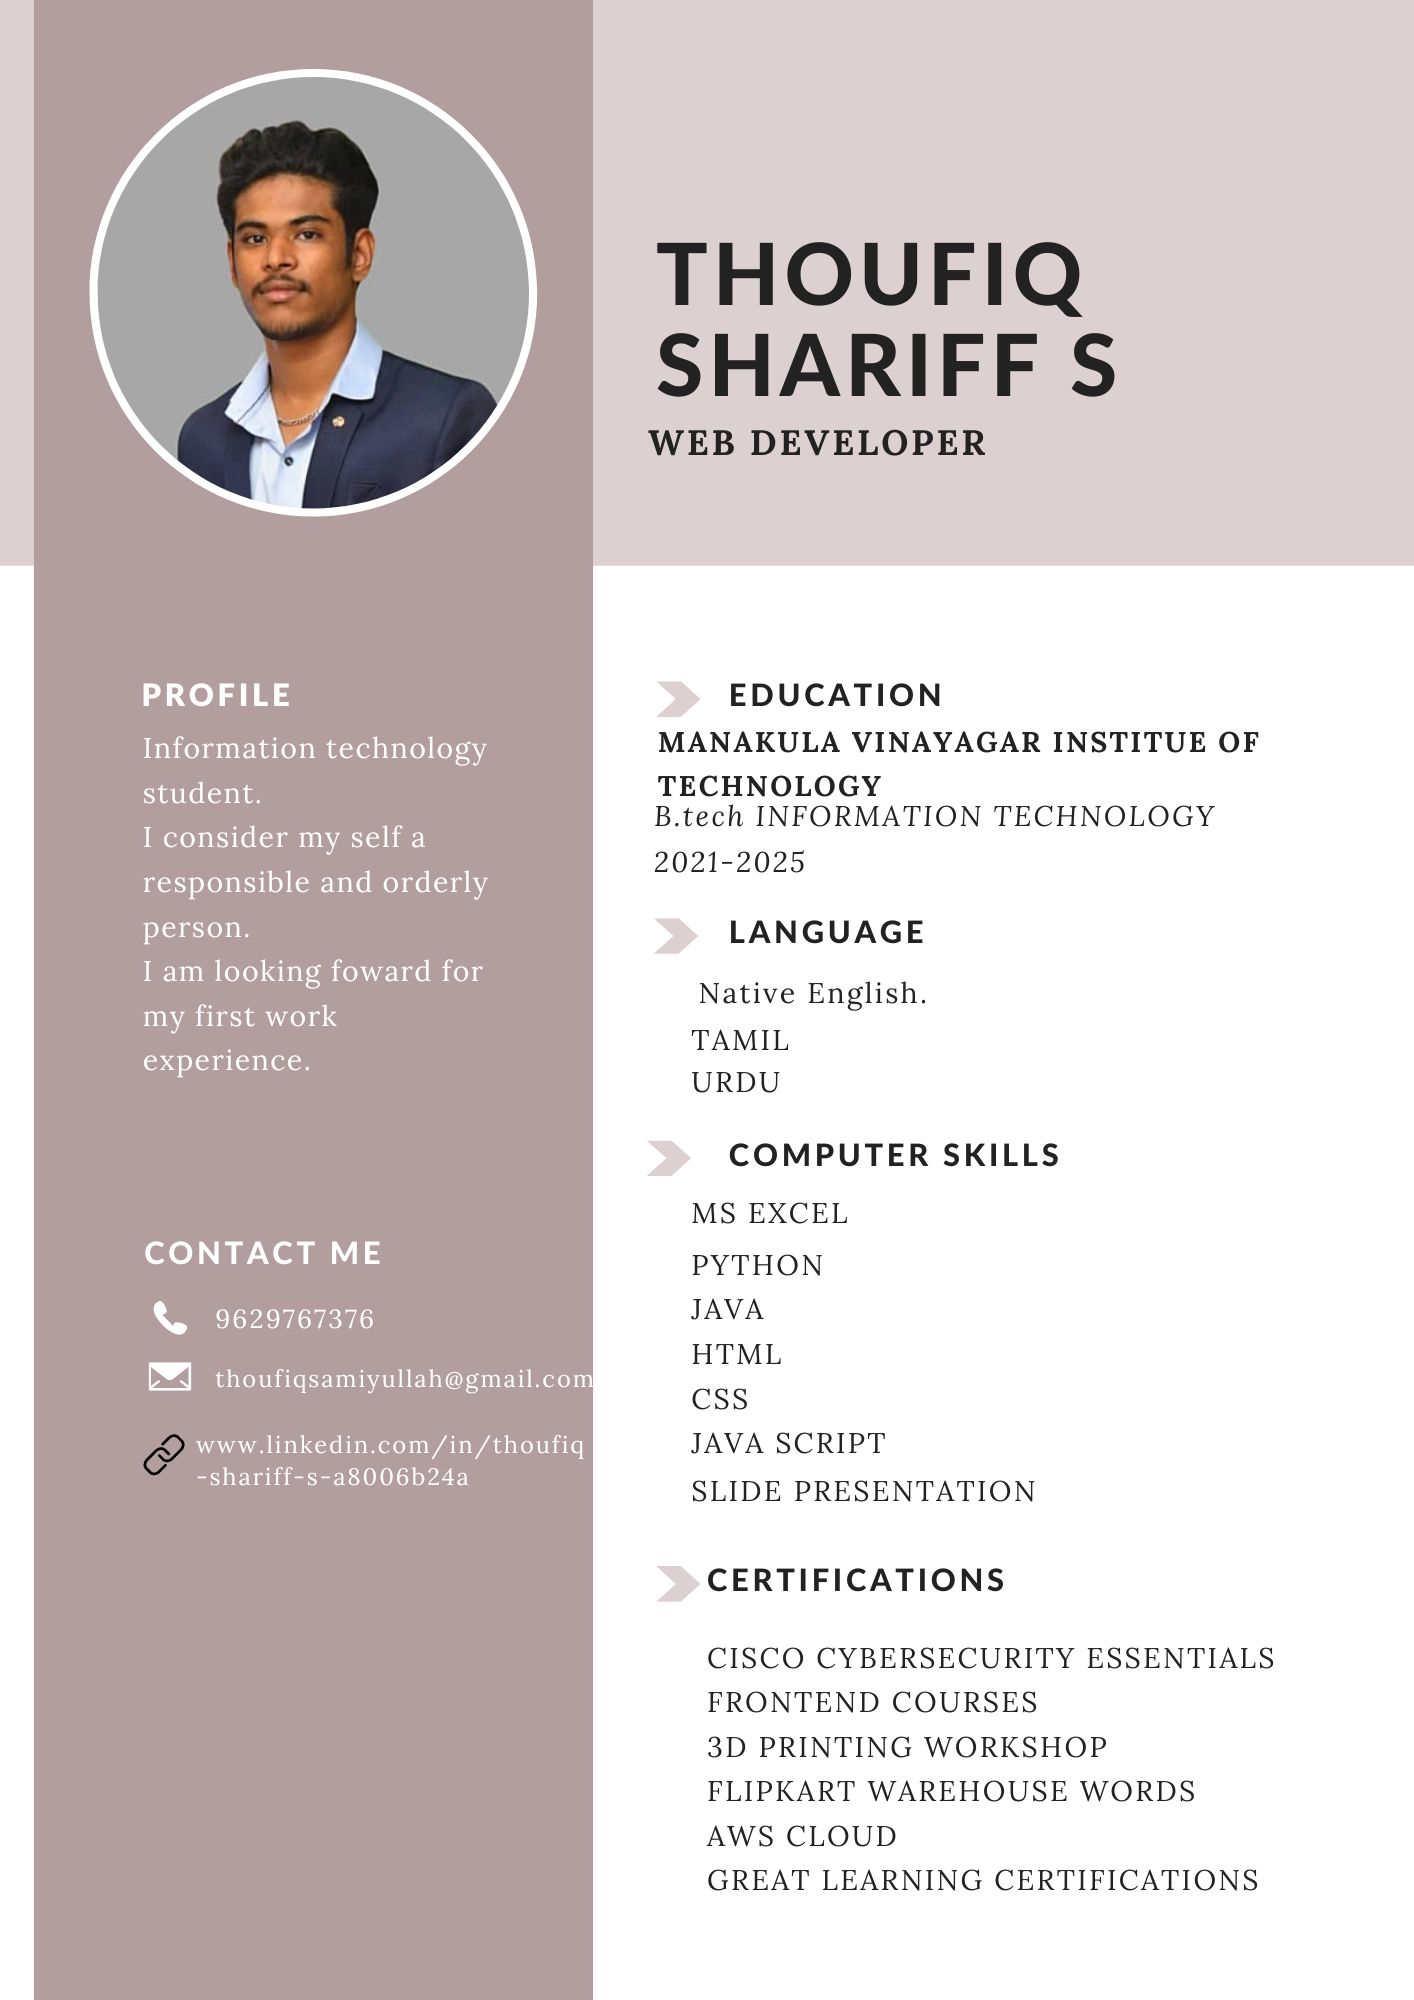 THOUFIQ
SHARIFF S
WEB DEVELOPER
PROFILE
Information technology
student.
I consider my self a
responsible and orderly
person.
I am looking foward for
my first work
experience.
CONTACT ME
9629767376
thoufiqsamiyullah@gmail.com
www.linkedin.com/in/thoufiq
-shariff-s-a8006b24a
EDUCATION
MANAKULA VINAYAGAR INSTITUE OF
TECHNOLOGY
B.tech INFORMATION TECHNOLOGY
2021-2025
LANGUAGE
Native English.
TAMIL
URDU
COMPUTER SKILLS
MS EXCEL
PYTHON
JAVA
HTML
CSS
JAVA SCRIPT
SLIDE PRESENTATION
CERTIFICATIONS
CISCO CYBERSECURITY ESSENTIALS
FRONTEND COURSES
3D PRINTING WORKSHOP
FLIPKART WAREHOUSE WORDS
AWS CLOUD
GREAT LEARNING CERTIFICATIONS